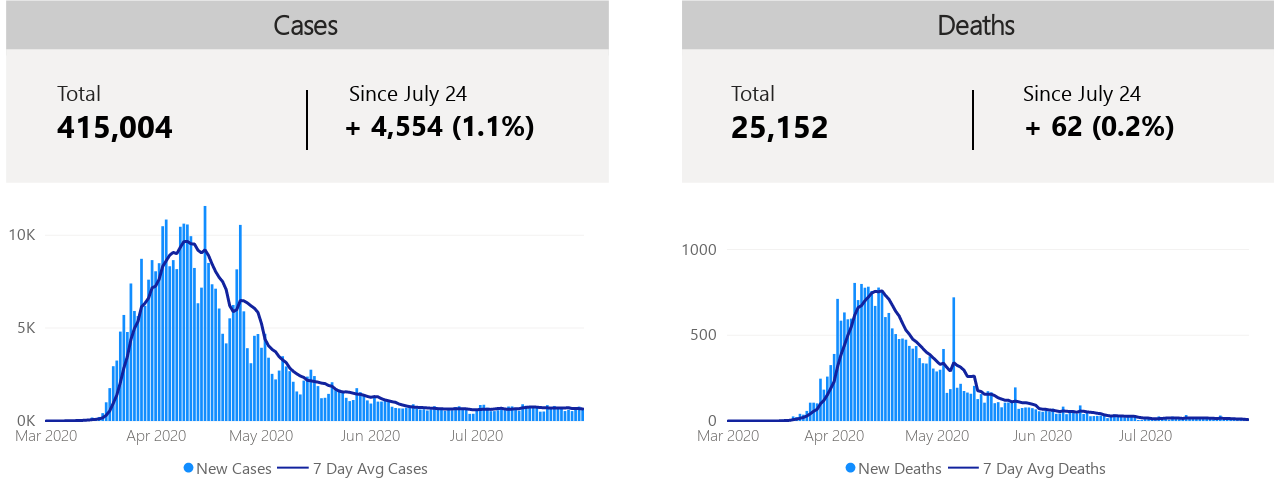 Cases
Total
415,004
Since July 24
+ 4,554 (1.1%)
10K
5K
0K
Mar 2020 Apr 2020 May 2020 Jun 2020 Jul 2020
New Cases 7 Day Avg Cases
Deaths
Total
25,152
Since July 24
+ 62 (0.2%)
1000
500
0
Mar 2020 Apr 2020 May 2020 Jun 2020 Jul 2020
New Deaths 7 Day Avg Deaths